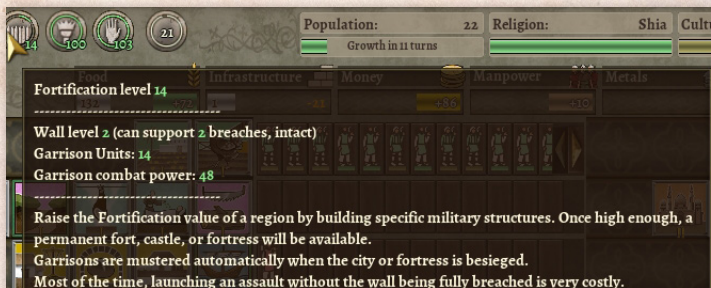 14
100
103
21
Population: 22
Growth in 11 turns
Religion: Shia
Cult
Food
Infrastructure
Money
Manpower
Metals
+86
+10
Fortification level 14
Wall level 2 (can support 2 breaches, intact)
Garrison Units: 14
Garrison combat power: 48
Raise the Fortification value of a region by building specific military structures. Once high enough, a
permanent fort, castle, or fortress will be available.
Garrisons are mustered automatically when the city or fortress is besieged.
Most of the time, launching an assault without the wall being fully breached is very costly.